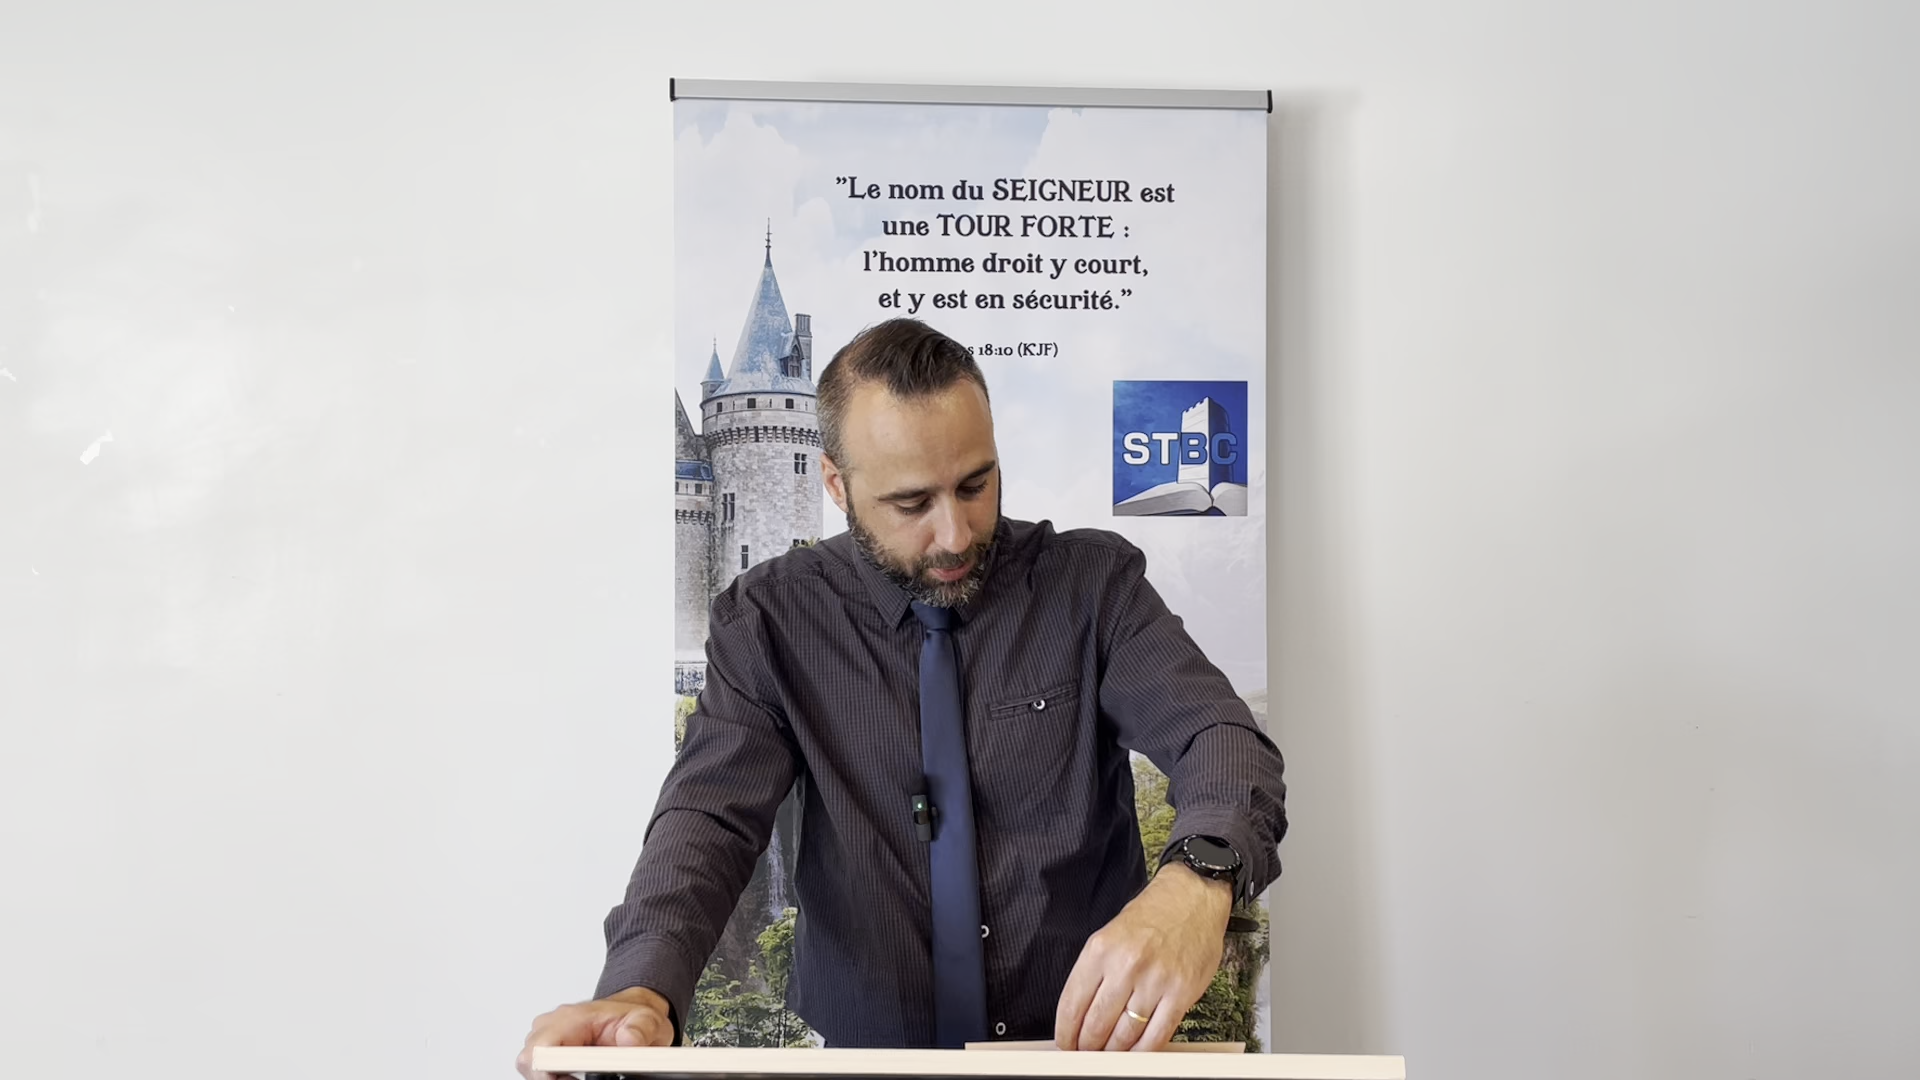 "Le nom du SEIGNEUR est
une TOUR FORTE :
l'homme droit y court,
et y est en sécurité."
18:10 (KJF)
STBC